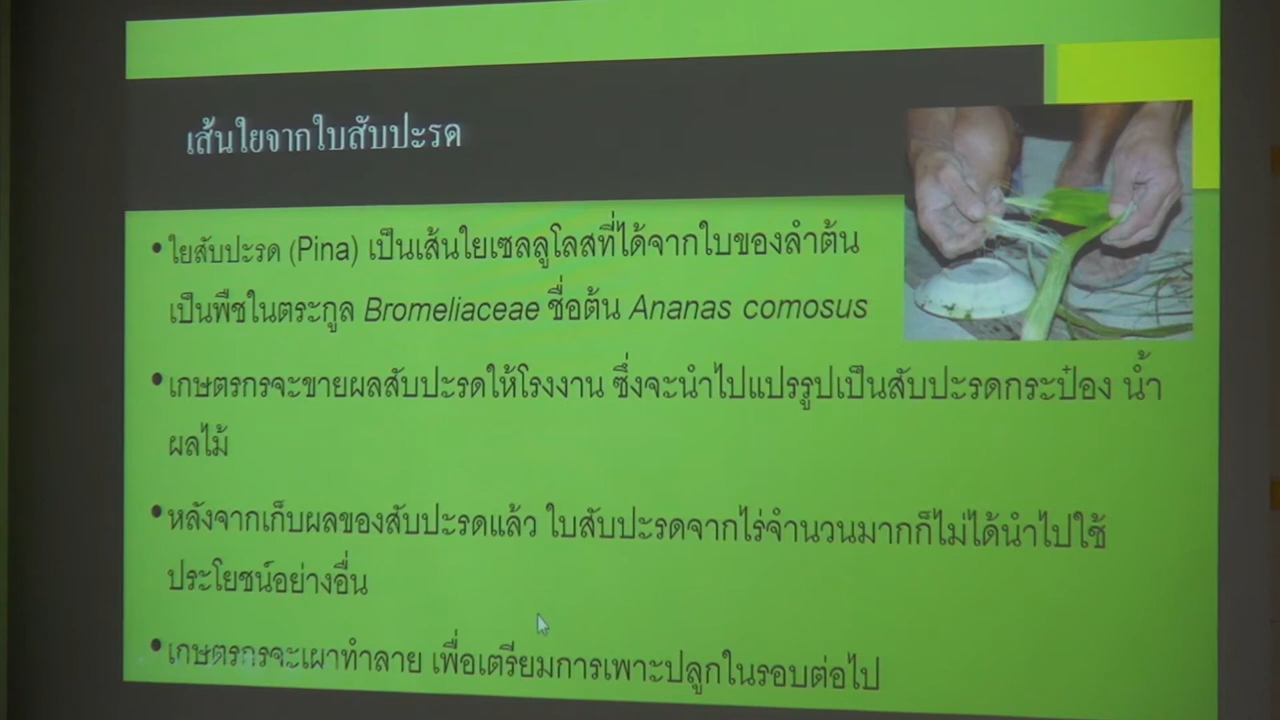 เส้นใยจากใบสับปะรด
• ใยสับปะรด (Pina) เป็นเส้นใยเซลลูโลสที่ได้จากใบของลำต้น
เป็นพืชในตระกูล Bromeliaceae ชื่อต้น Ananas comosus
• เกษตรกรจะขายผลสับปะรดให้โรงงาน ซึ่งจะนำไปแปรรูปเป็นสับปะรดกระป๋อง น้ำ
ผลไม้
• หลังจากเก็บผลของสับปะรดแล้ว ใบสับปะรดจากไร่จำนวนมากก็ไม่ได้นำไปใช้
ประโยชน์อย่างอื่น
• เกษตรกรจะเผาทำลาย เพื่อเตรียมการเพาะปลูกในรอบต่อไป